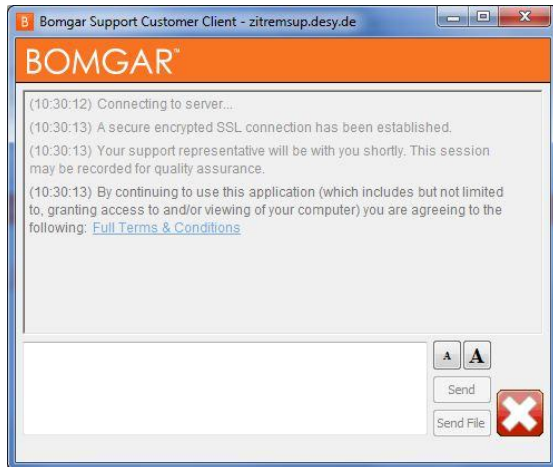 Bomgar Support Customer Client - zitremsup.desy.de
BOMGAR™
(10:30:12) Connecting to server...
(10:30:13) A secure encrypted SSL connection has been established.
(10:30:13) Your support representative will be with you shortly. This session
may be recorded for quality assurance.
(10:30:13) By continuing to use this application (which includes but not limited
to, granting access to and/or viewing of your computer) you are agreeing to the
following: Full Terms & Conditions
A A
Send
Send File